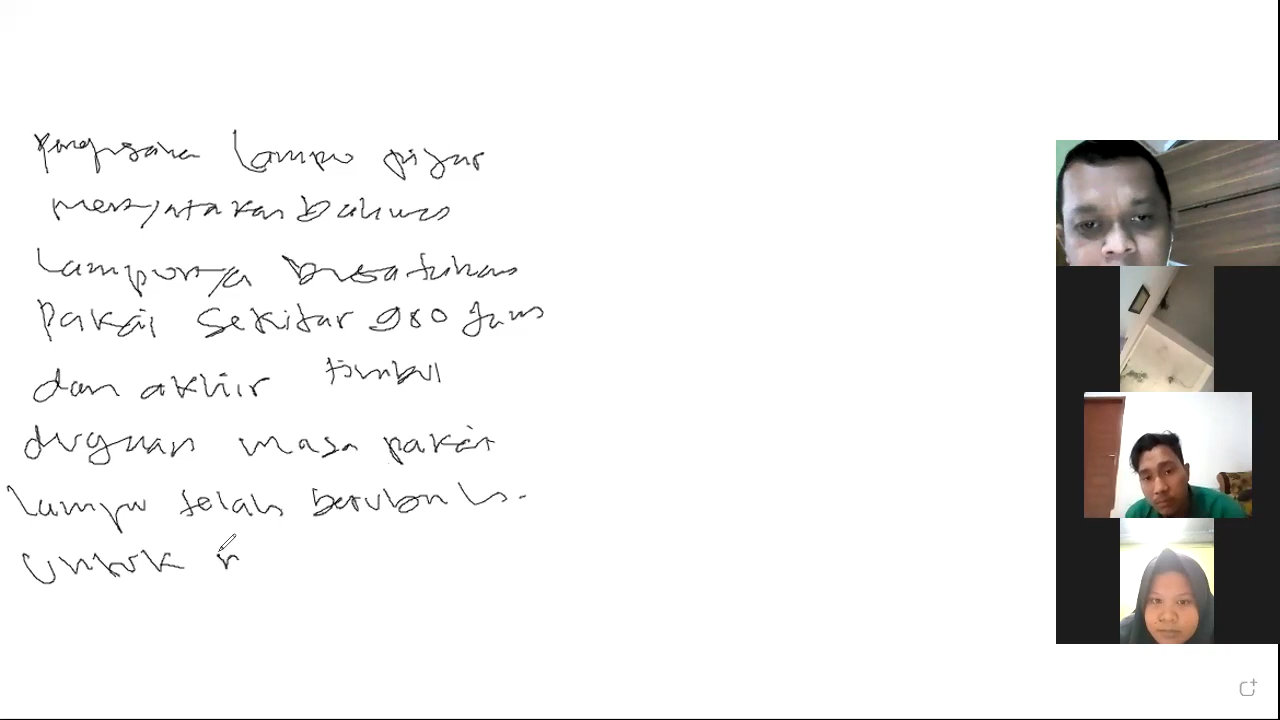 Pengusaha lampu pijar
menyatakan bahwa
lampunya bisa tahan
Pakai sekitar 980 jam
dan akhir timbul
dugaan masa pakai
lampu telah berubah.
Untuk